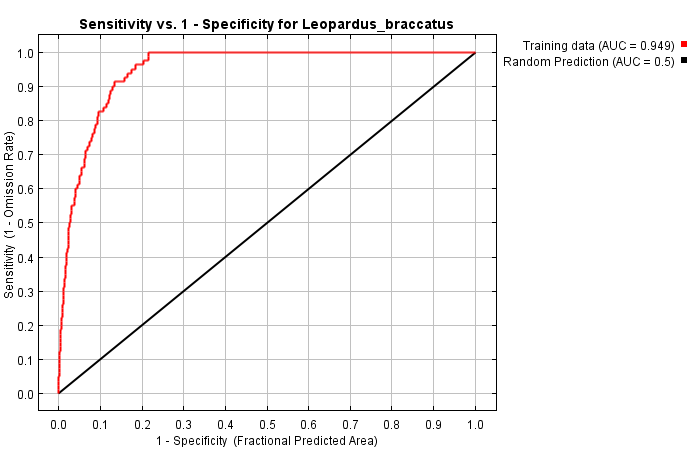 Sensitivity vs. 1 - Specificity for Leopardus_braccatus
Training data (AUC = 0.949)
Random Prediction (AUC = 0.5)
Sensitivity (1 - Omission Rate)
1.0
0.9
0.8
0.7
0.6
0.5
0.4
0.3
0.2
0.1
0.0
0.0 0.1 0.2 0.3 0.4 0.5 0.6 0.7 0.8 0.9 1.0
1 - Specificity (Fractional Predicted Area)